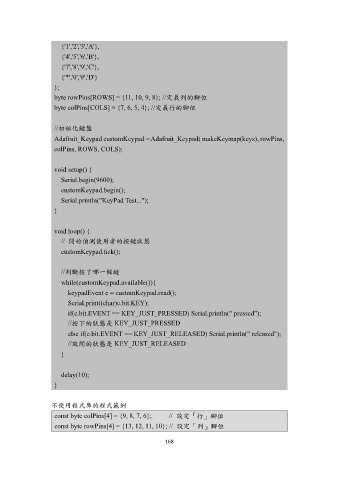 {'1','2','3','A'},
{'4','5','6','B'},
{'7','8','9','C'},
{'*','0','#','D'}
};
byte rowPins[ROWS] = {11, 10, 9, 8}; //定義列的腳位
byte colPins[COLS] = {7, 6, 5, 4}; //定義行的腳位
//初始化鍵盤
Adafruit_Keypad customKeypad = Adafruit_Keypad( makeKeymap(keys), rowPins,
colPins, ROWS, COLS);
void setup() {
Serial.begin(9600);
customKeypad.begin();
Serial.println("KeyPad Test...");
}
void loop() {
// 開始偵測使用者的按鍵狀態
customKeypad.tick();
//判斷按了哪一個鍵
while(customKeypad.available()){
keypadEvent e = customKeypad.read();
Serial.print((char)e.bit.KEY);
if(e.bit.EVENT == KEY_JUST_PRESSED) Serial.println(" pressed");
//按下的狀態是 KEY_JUST_PRESSED
else if(e.bit.EVENT == KEY_JUST_RELEASED) Serial.println(" released");
//放開的狀態是 KEY_JUST_RELEASED
}
delay(10);
}
不使用程式庫的程式範例
const byte colPins[4] = {9, 8, 7, 6}; // 設定「行」腳位
const byte rowPins[4] = {13, 12, 11, 10}; // 設定「列」腳位
168